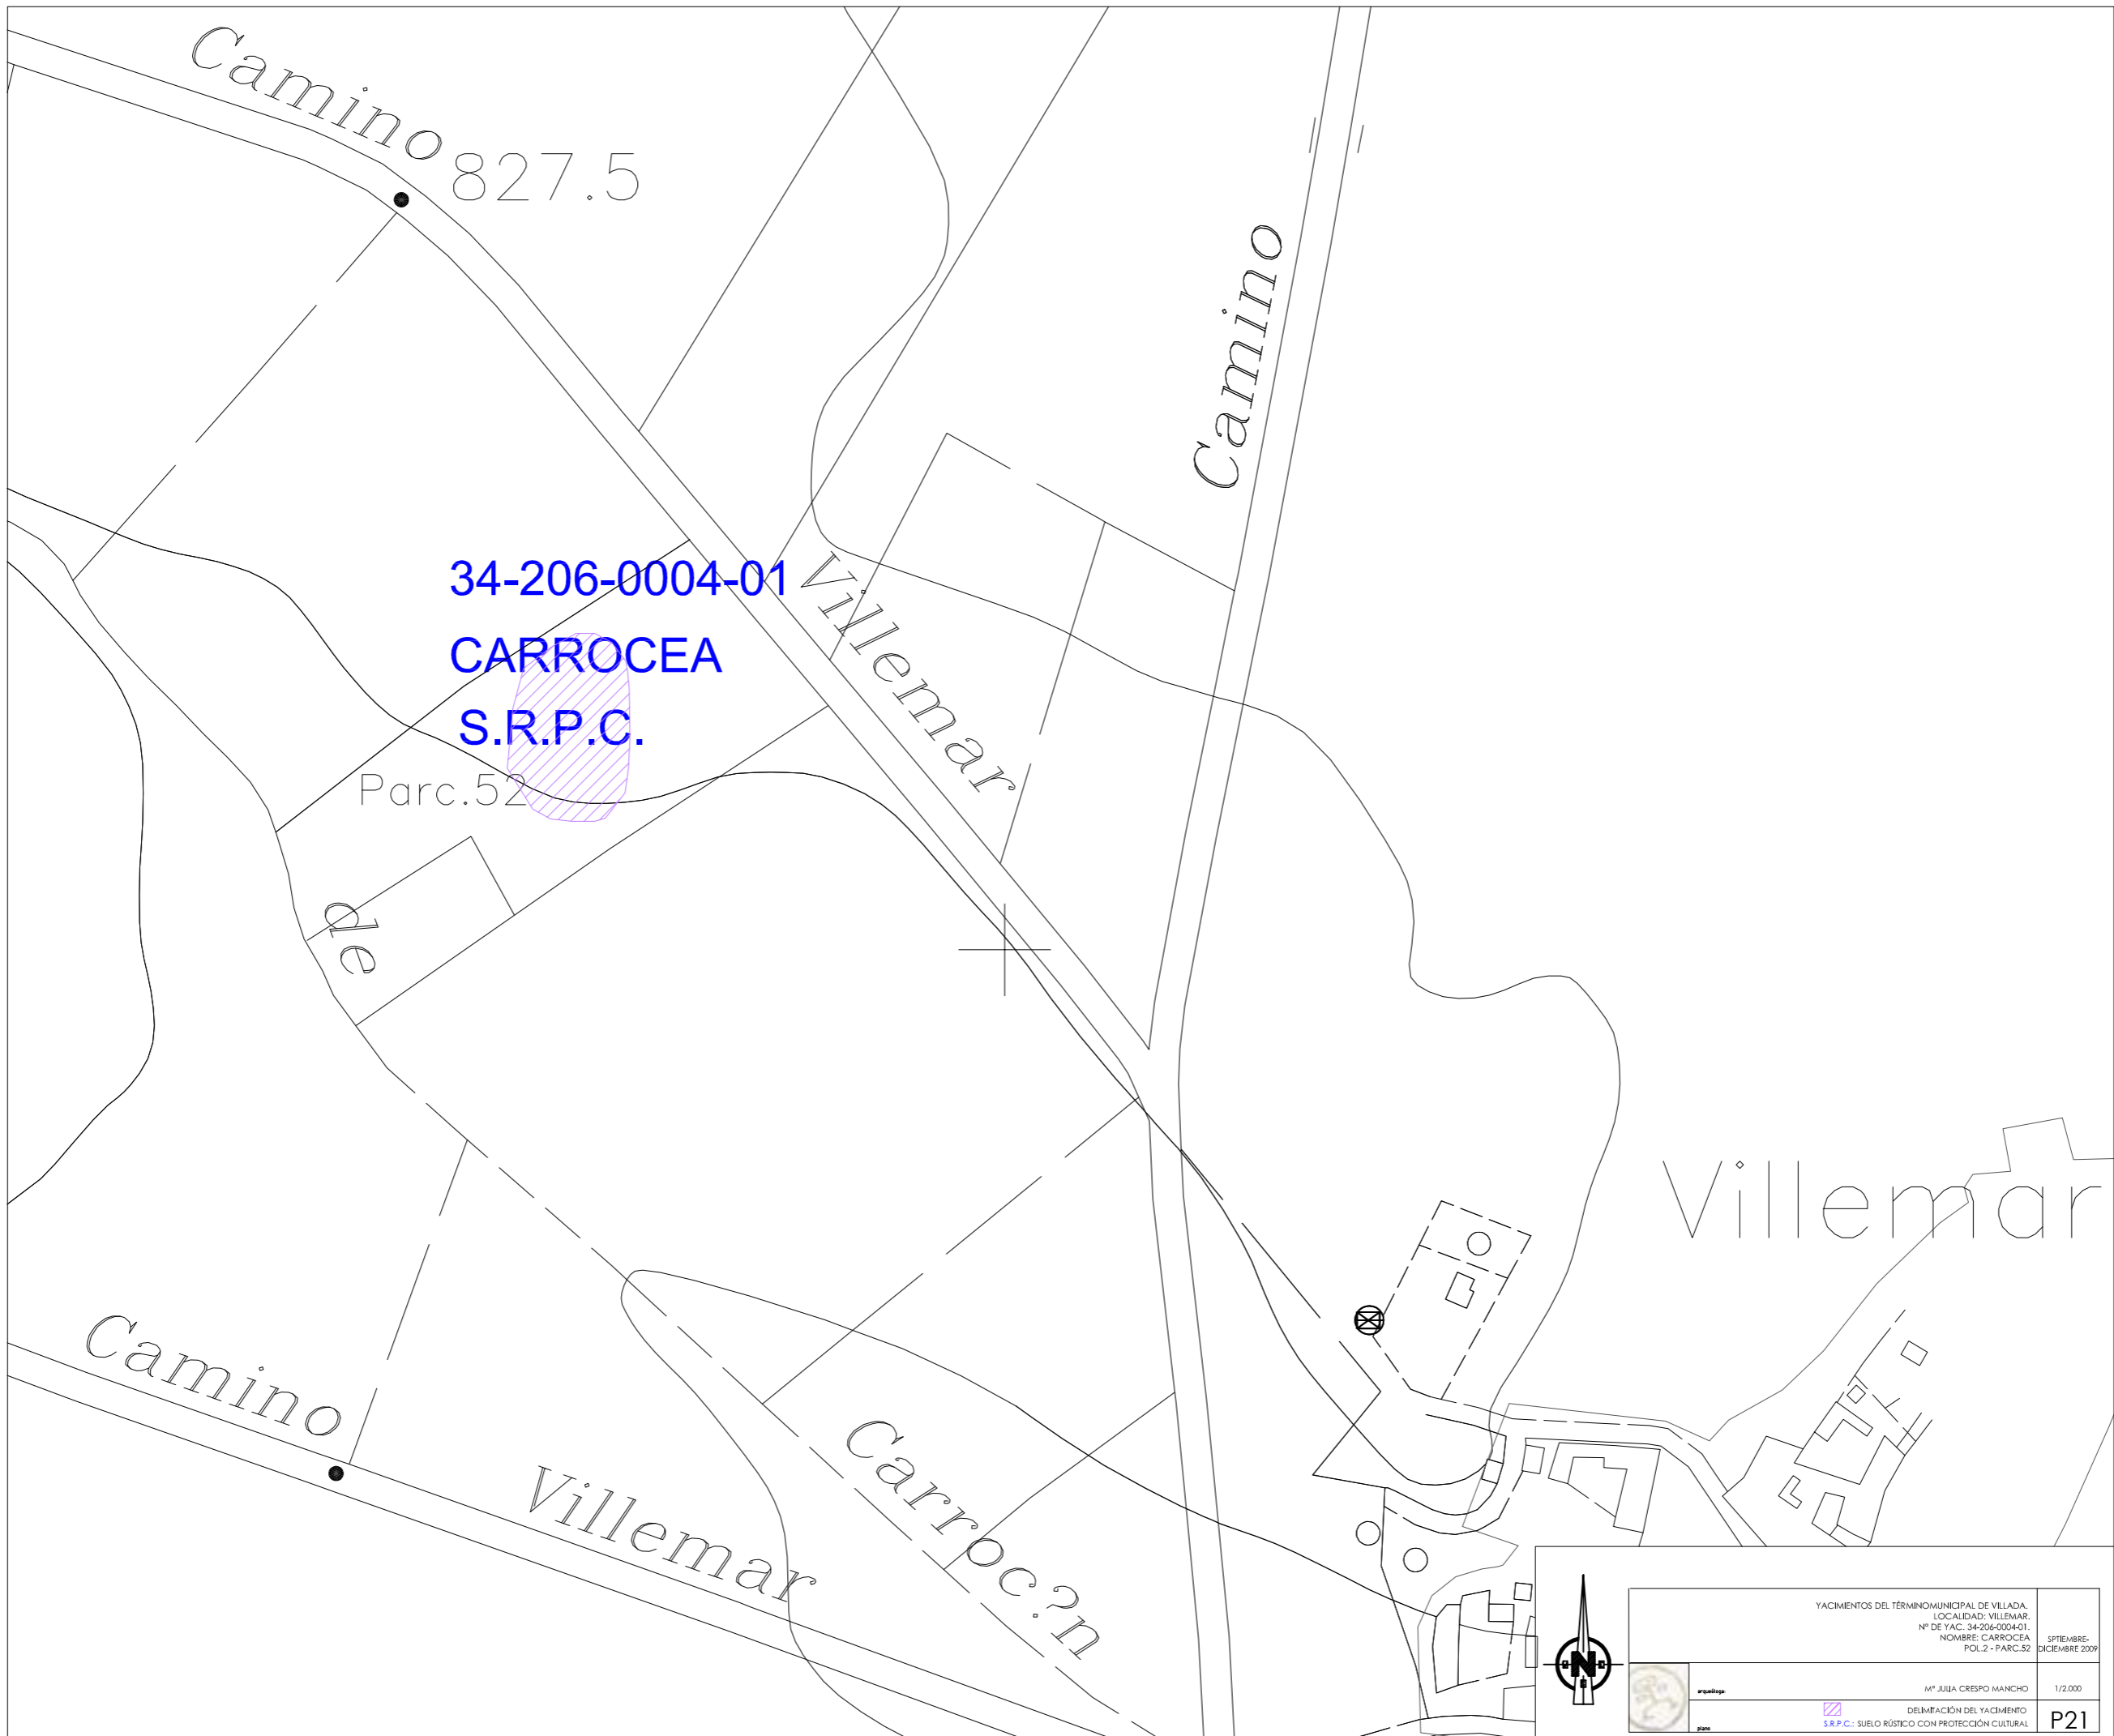 Camino
827.5
Camino
34-206-0004-01
CARROCEA
S.R.P.C.
Villemar
Parc.52
de
Villemar
Camino
Villemar
Carroc.?n
N
YACIMIENTOS DEL TÉRMINOMUNICIPAL DE VILLADA.
LOCALIDAD: VILLEMAR.
Nº DE YAC. 34-206-0004-01.
NOMBRE: CARROCEA
POL.2 - PARC.52
SPTIEMBRE-
DICIEMBRE 2009
arqueóloga:
Mª JULIA CRESPO MANCHO
1/2.000
DELIMITACIÓN DEL YACIMIENTO
plano
S.R.P.C.: SUELO RÚSTICO CON PROTECCIÓN CULTURAL
P21